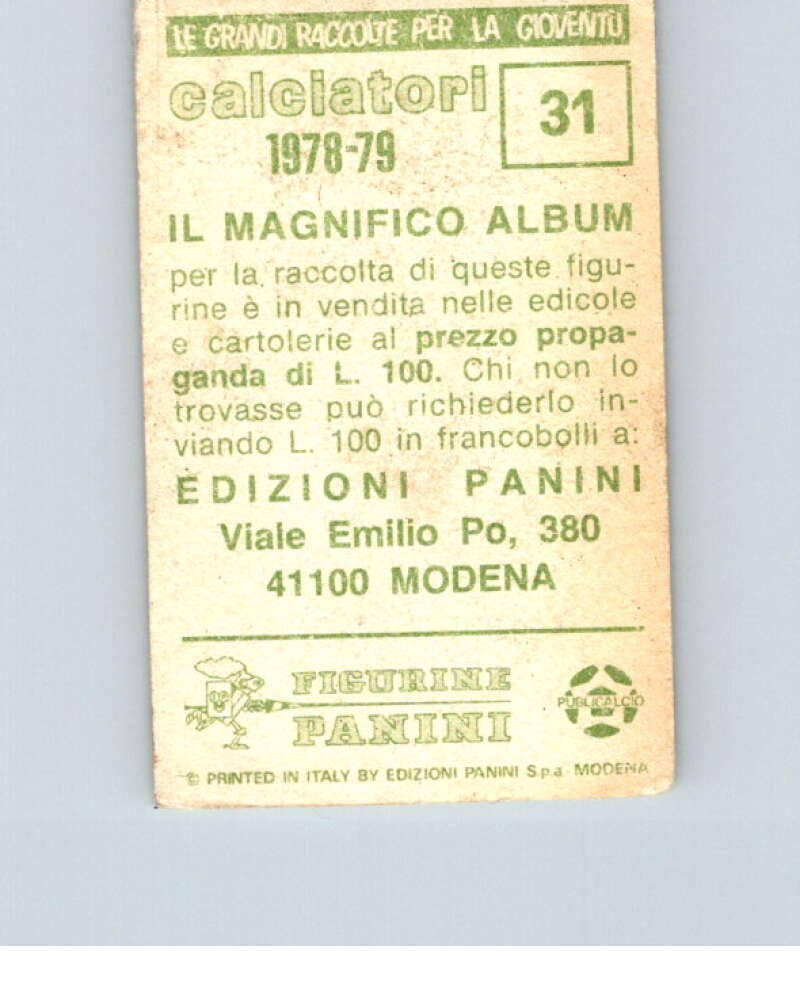 LE GRANDI RACCOLTE PER LA GIOVENTÙ
calciatori
31
1978-79
IL MAGNIFICO ALBUM
per la raccolta di queste figu-
rine è in vendita nelle edicole
e cartolerie al prezzo propa-
ganda di L. 100. Chi non lo
trovasse può richiederlo in-
viando L. 100 in francobolli a:
EDIZIONI PANINI
Viale Emilio Po, 380
41100 MODENA
FIGURINE
PANINI
PUBLICALCIO
© PRINTED IN ITALY BY EDIZIONI PANINI S.p.a. MODENA